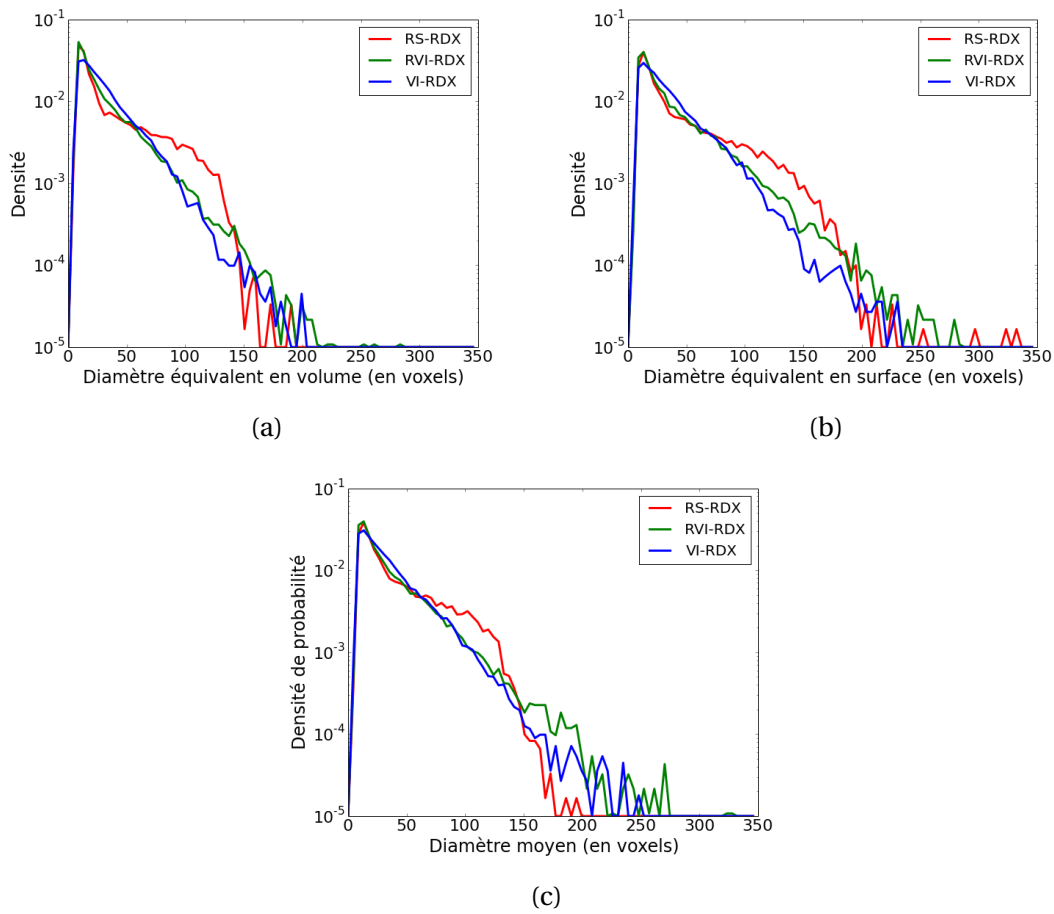 10^-1
10^-2
10^-3
10^-4
10^-5
Densité
RS-RDX
RVI-RDX
VI-RDX
0 50 100 150 200 250 300 350
Diamètre équivalent en volume (en voxels)
(a)
10^-1
10^-2
10^-3
10^-4
10^-5
Densité
RS-RDX
RVI-RDX
VI-RDX
0 50 100 150 200 250 300 350
Diamètre équivalent en surface (en voxels)
(b)
10^-1
10^-2
10^-3
10^-4
10^-5
Densité de probabilité
RS-RDX
RVI-RDX
VI-RDX
0 50 100 150 200 250 300 350
Diamètre moyen (en voxels)
(c)